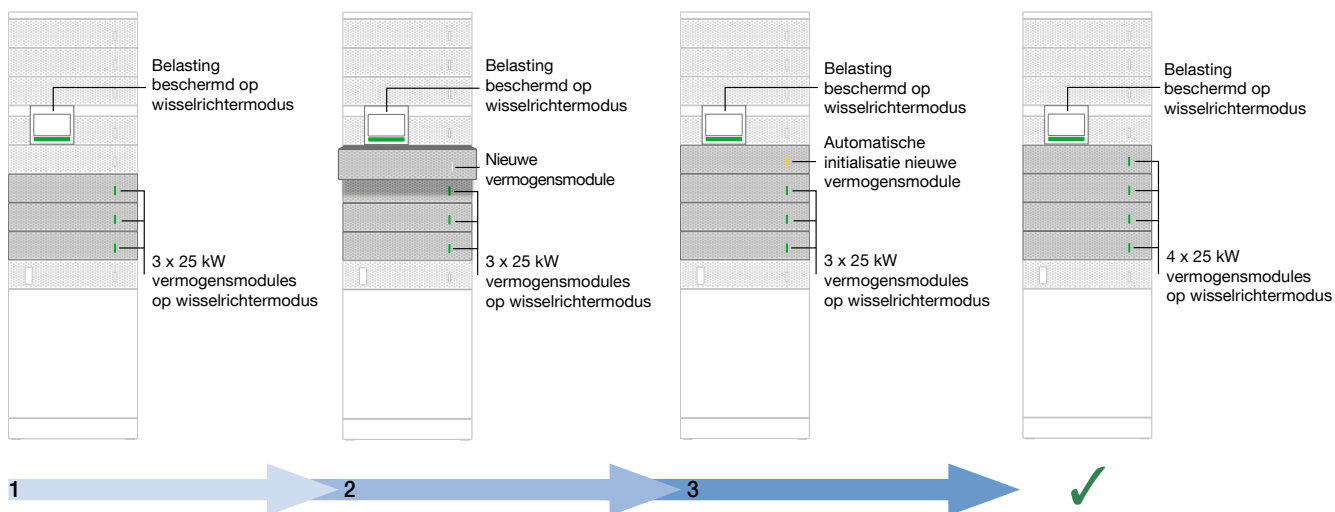 Belasting
beschermd op
wisselrichtermodus
3 x 25 kW
vermogensmodules
op wisselrichtermodus
Belasting
beschermd op
wisselrichtermodus
Nieuwe
vermogensmodule
3 x 25 kW
vermogensmodules
op wisselrichtermodus
Belasting
beschermd op
wisselrichtermodus
Automatische
initialisatie nieuwe
vermogensmodule
3 x 25 kW
vermogensmodules
op wisselrichtermodus
Belasting
beschermd op
wisselrichtermodus
4 x 25 kW
vermogensmodules
op wisselrichtermodus
1
2
3